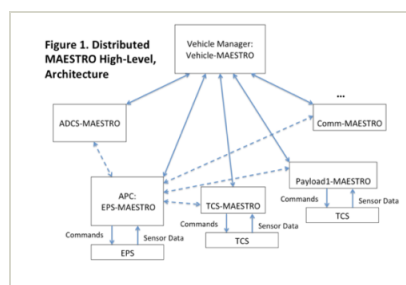 Figure 1. Distributed
MAESTRO High-Level,
Architecture
Vehicle Manager:
Vehicle-MAESTRO
...
ADCS-MAESTRO
Comm-MAESTRO
APC:
EPS-MAESTRO
TCS-MAESTRO
Payload1-MAESTRO
Commands
Sensor Data
EPS
Commands
Sensor Data
TCS
Commands
Sensor Data
TCS